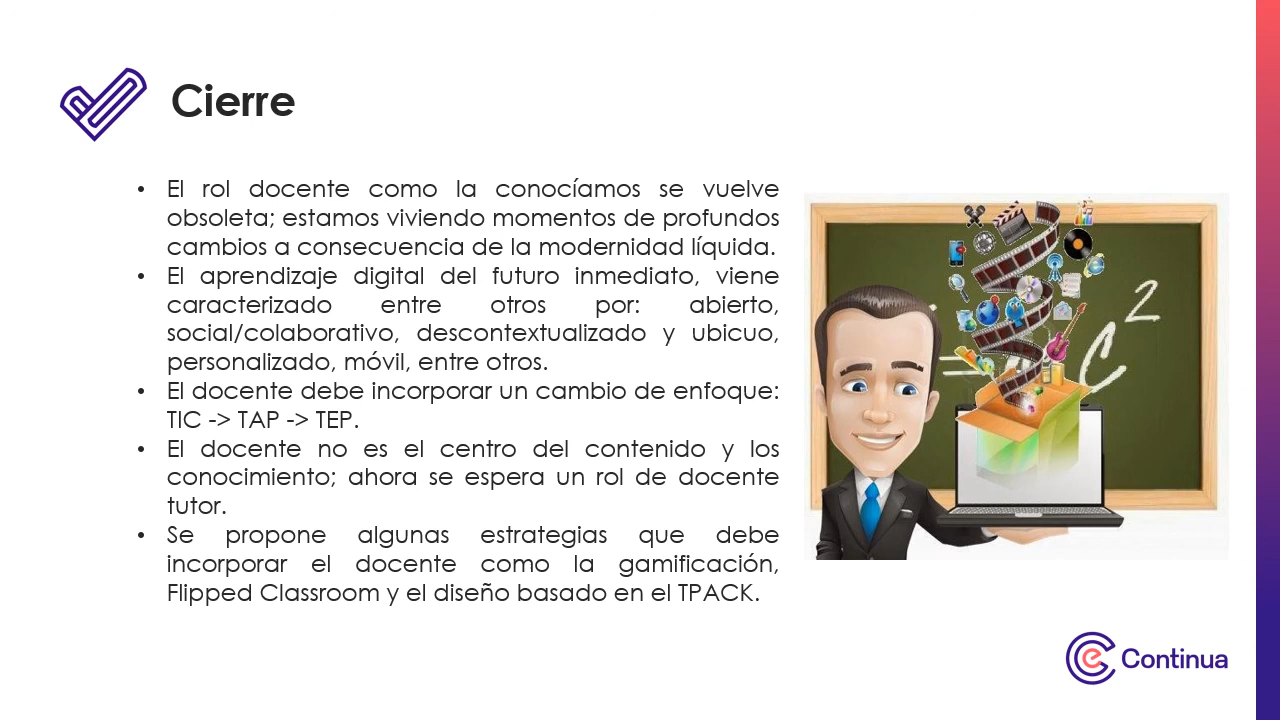 Cierre
• El rol docente como la conocíamos se vuelve
obsoleta; estamos viviendo momentos de profundos
cambios a consecuencia de la modernidad líquida.
• El aprendizaje digital del futuro inmediato, viene
caracterizado entre otros por: abierto,
social/colaborativo, descontextualizado y ubicuo,
personalizado, móvil, entre otros.
• El docente debe incorporar un cambio de enfoque:
TIC -> TAP -> TEP.
• El docente no es el centro del contenido y los
conocimiento; ahora se espera un rol de docente
tutor.
• Se propone algunas estrategias que debe
incorporar el docente como la gamificación,
Flipped Classroom y el diseño basado en el TPACK.
C 2
e Continua